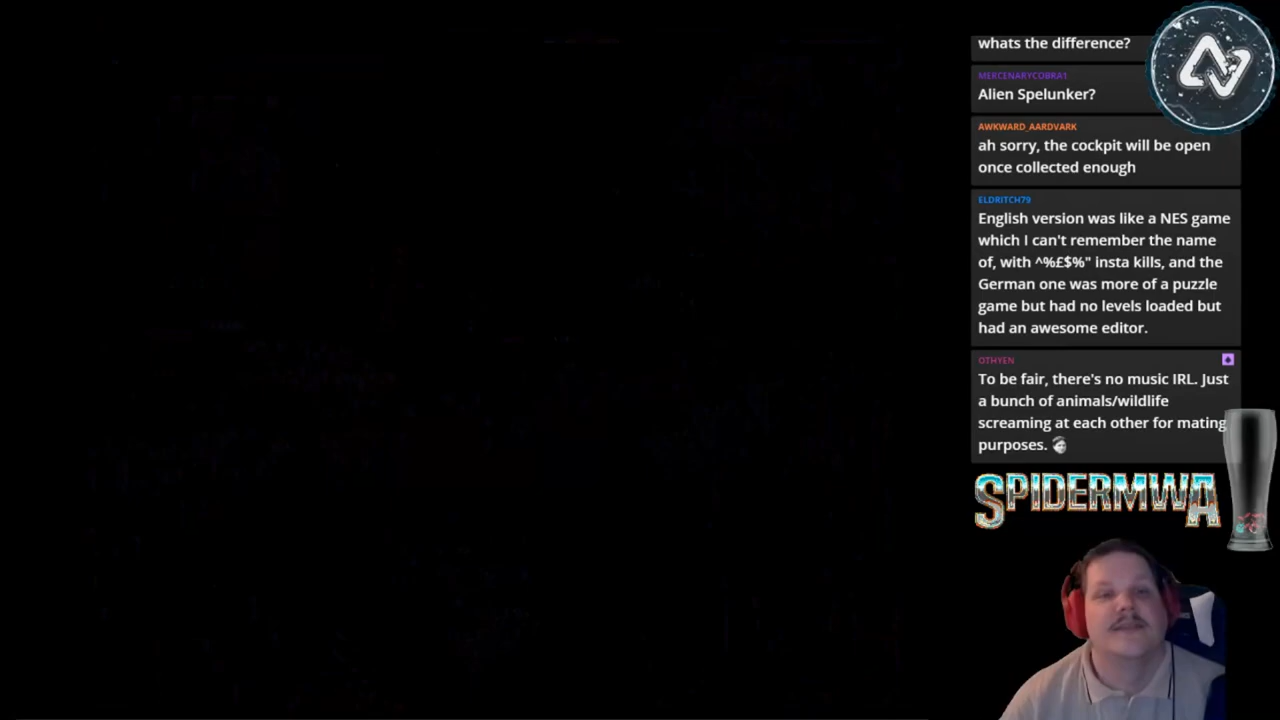 whats the difference?
MERCENARYCOBRA1
Alien Spelunker?
AWKWARD_AARDVARK
ah sorry, the cockpit will be open
once collected enough
ELDRITCH79
English version was like a NES game
which I can't remember the name
of, with ^%£$%" insta kills, and the
German one was more of a puzzle
game but had no levels loaded but
had an awesome editor.
OTHYEN
To be fair, there's no music IRL. Just
a bunch of animals/wildlife
screaming at each other for mating
purposes.
SPIDERMWA